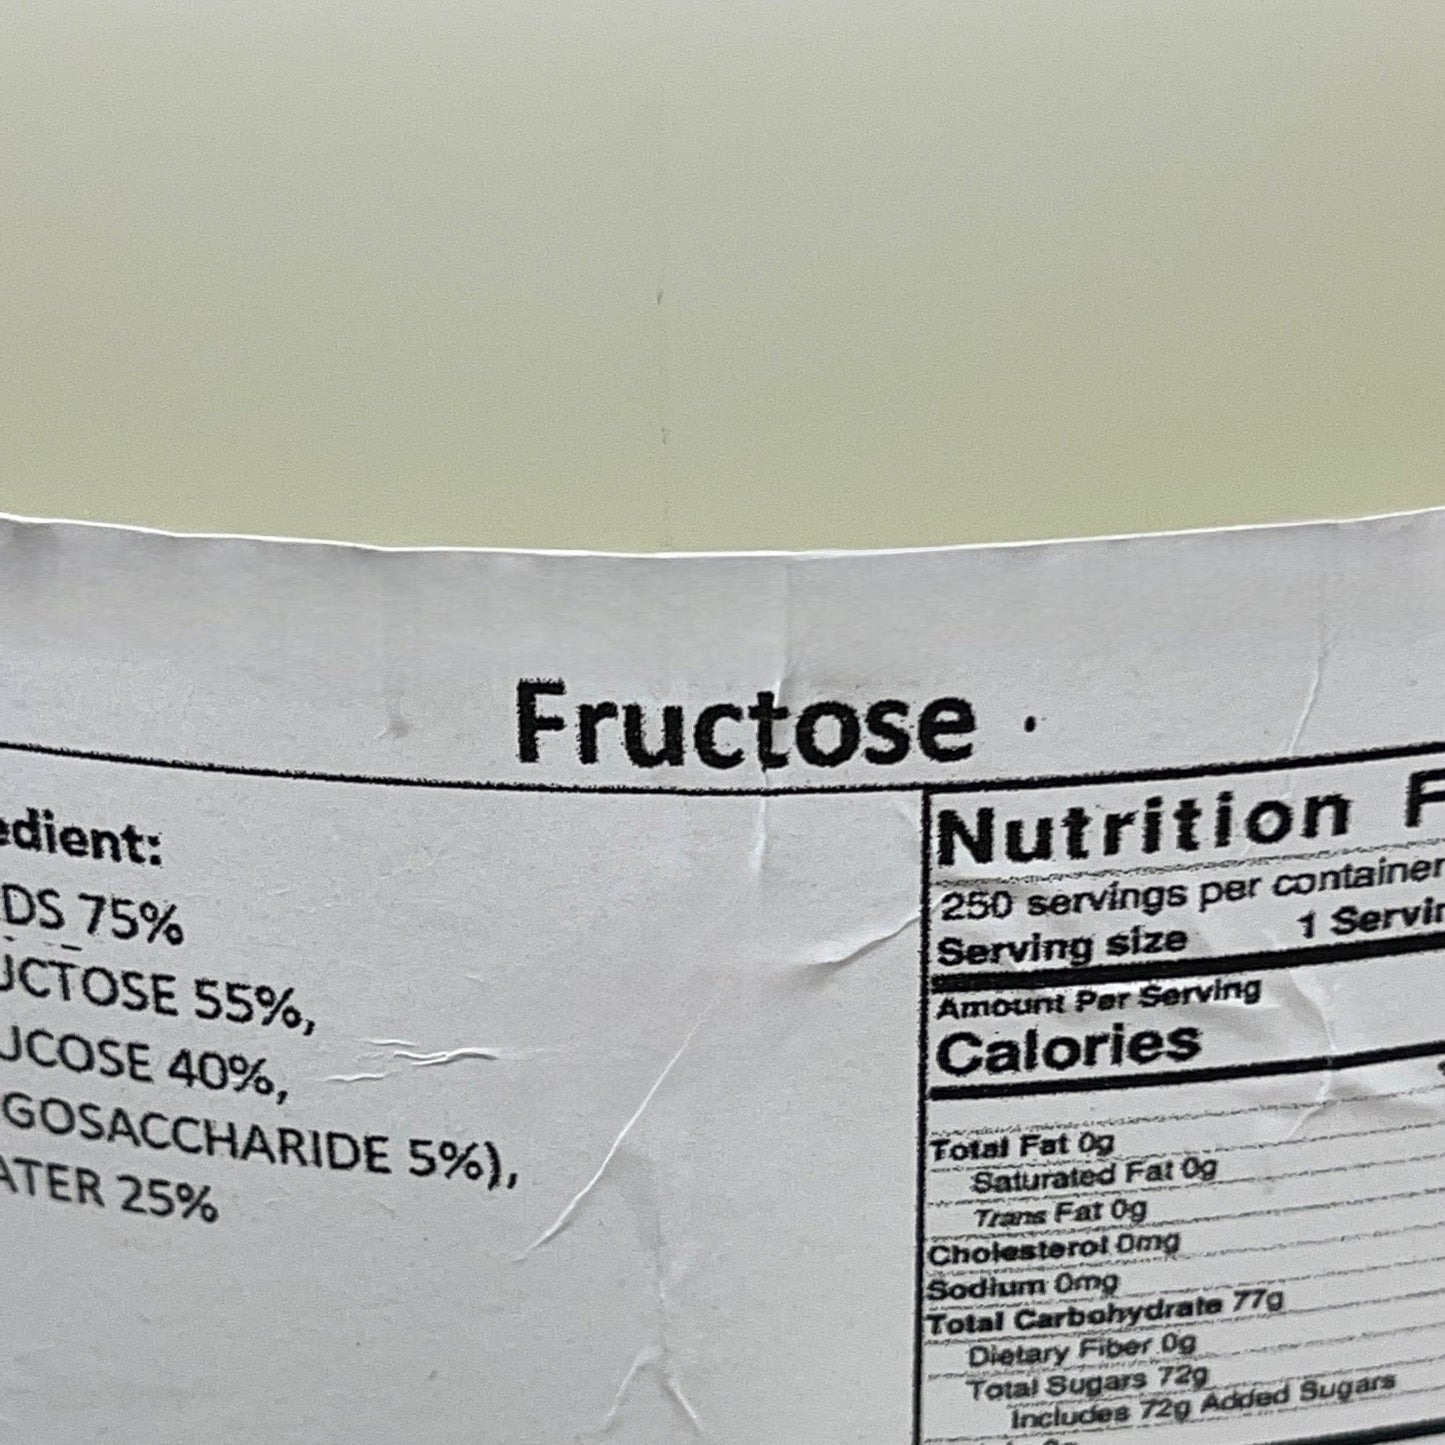 Fructose
edient:
DS 75%
UCTOSE 55%,
UCOSE 40%,
GOSACCHARIDE 5%),
ATER 25%
Nutrition F
250 servings per container
Serving size 1 Servin
Amount Per Serving
Calories
Total Fat 0g
Saturated Fat 0g
Trans Fat 0g
Cholesterol 0mg
Sodium 0mg
Total Carbohydrate 77g
Dietary Fiber 0g
Total Sugars 72g
Includes 72g Added Sugars